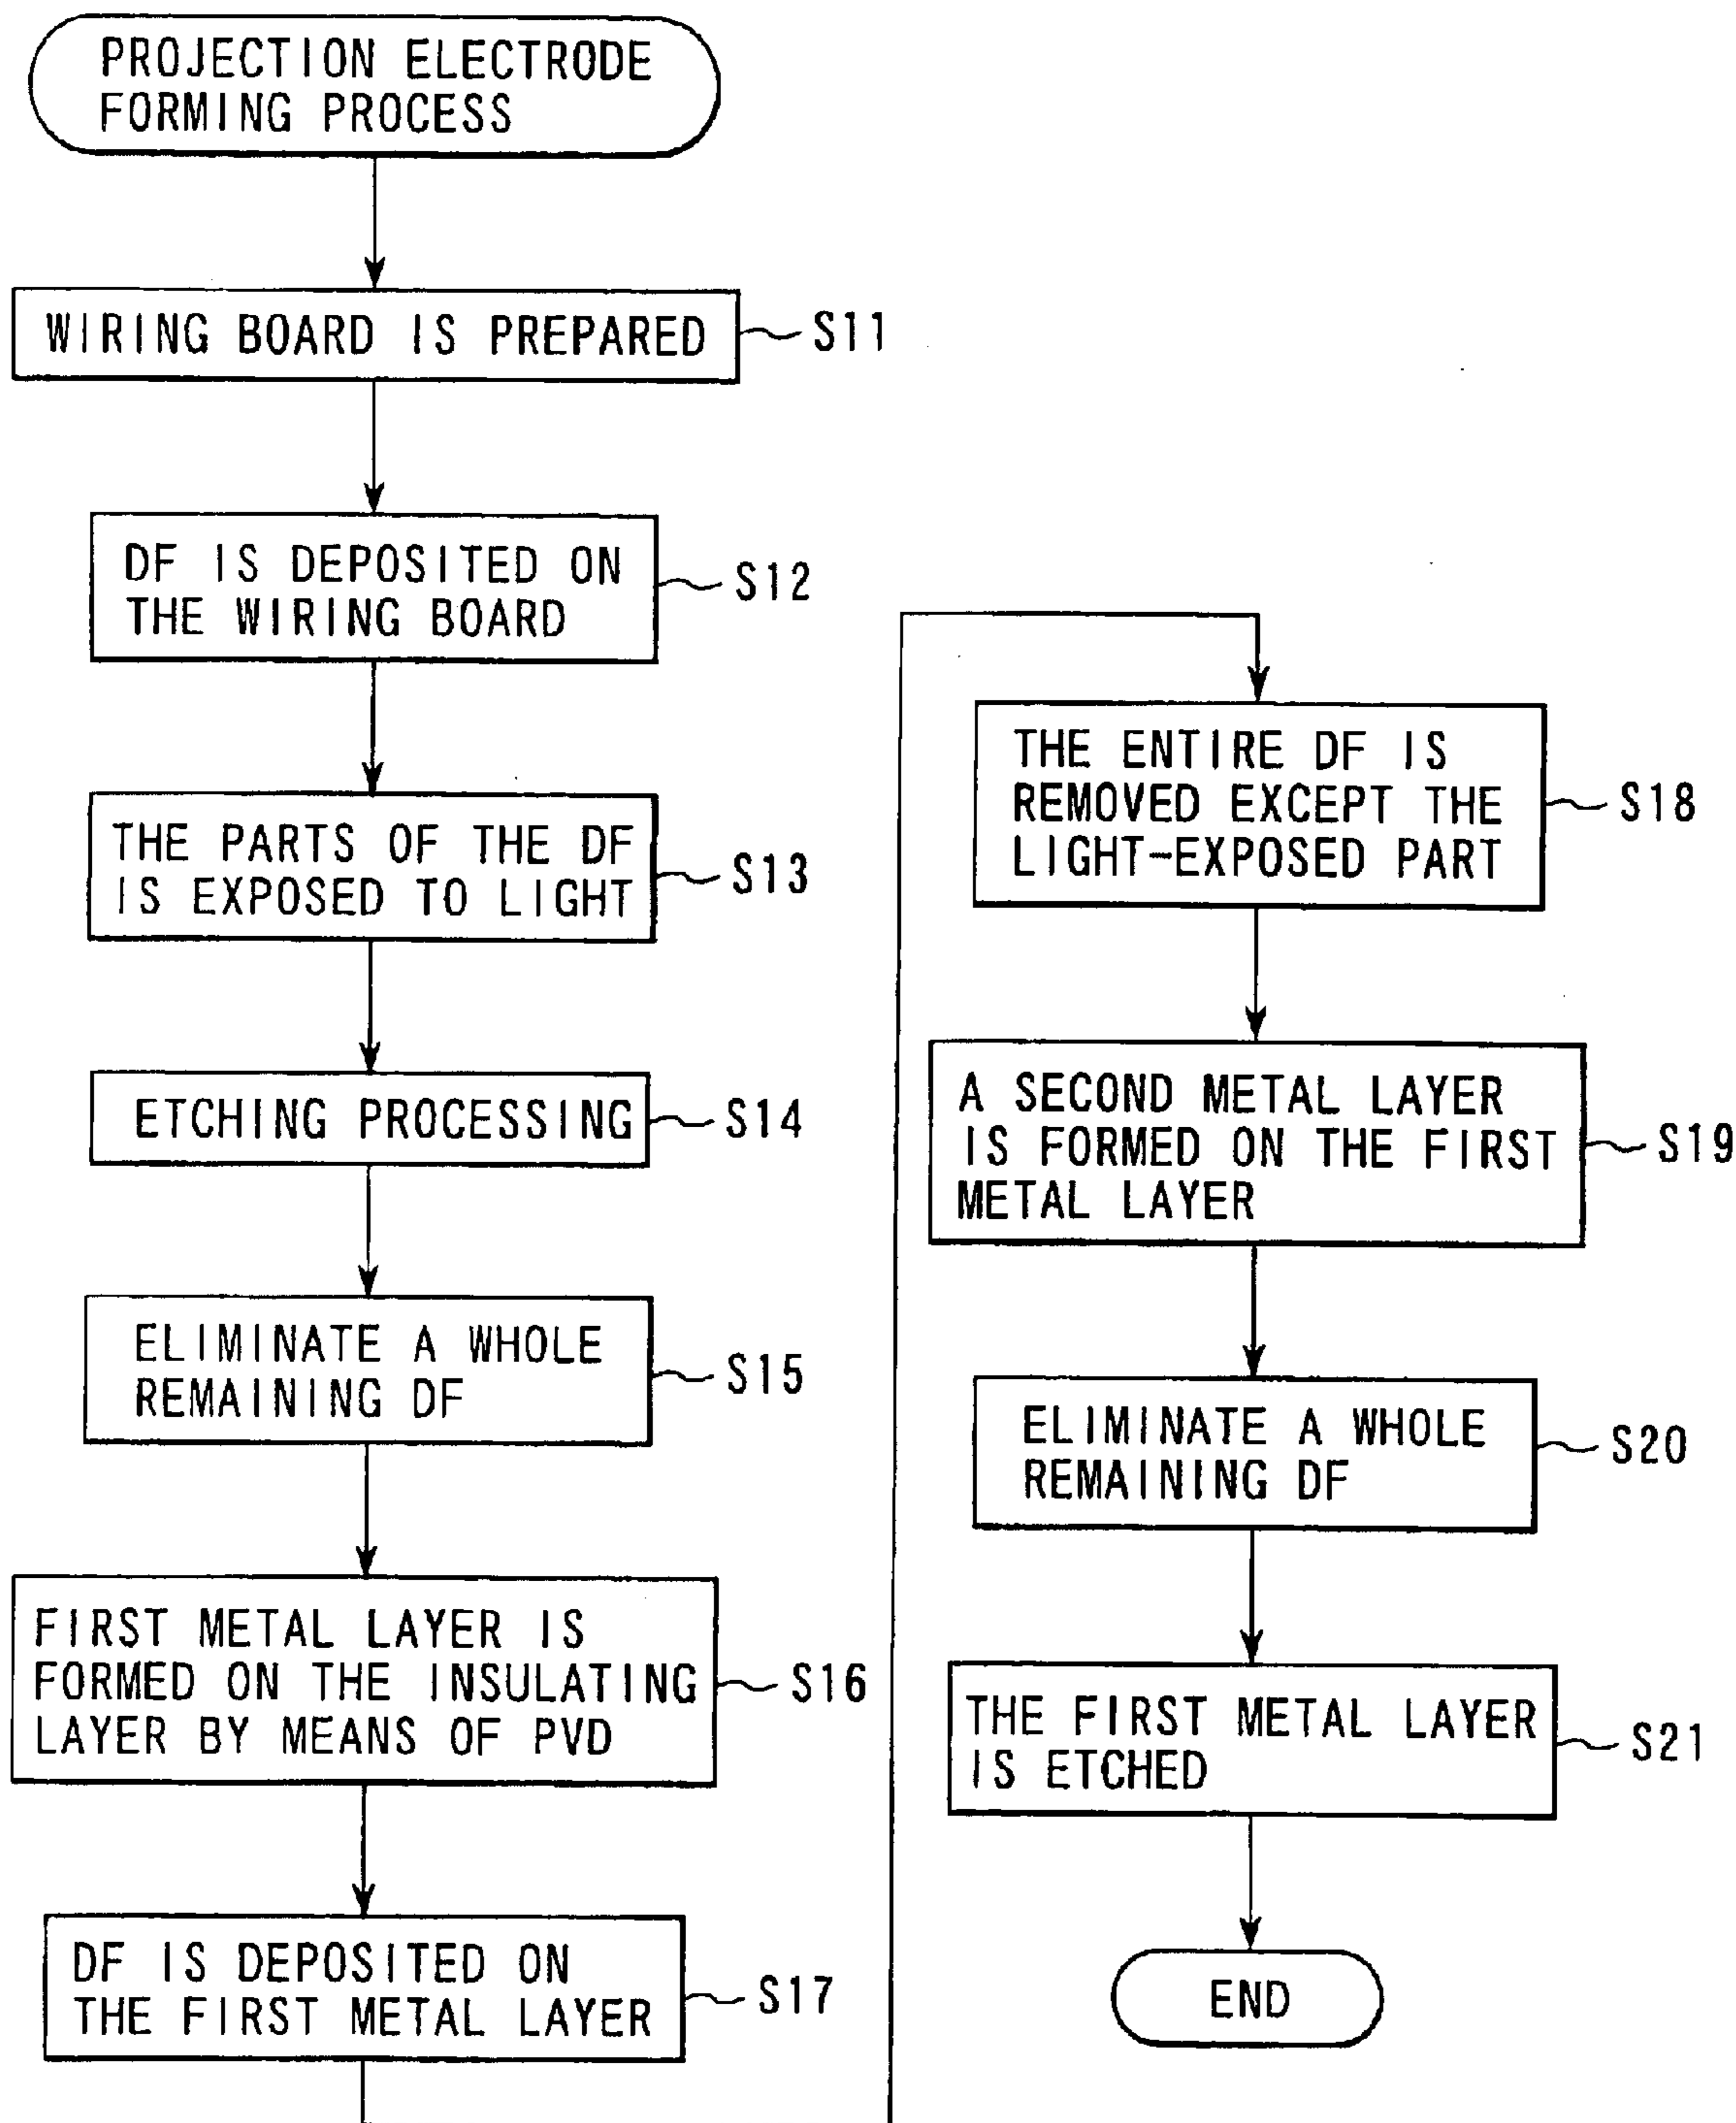 PROJECTION ELECTRODE
FORMING PROCESS
WIRING BOARD IS PREPARED
S11
DF IS DEPOSITED ON
THE WIRING BOARD
S12
THE PARTS OF THE DF
IS EXPOSED TO LIGHT
S13
ETCHING PROCESSING
S14
ELIMINATE A WHOLE
REMAINING DF
S15
FIRST METAL LAYER IS
FORMED ON THE INSULATING
LAYER BY MEANS OF PVD
S16
DF IS DEPOSITED ON
THE FIRST METAL LAYER
S17
THE ENTIRE DF IS
REMOVED EXCEPT THE
LIGHT-EXPOSED PART
S18
A SECOND METAL LAYER
IS FORMED ON THE FIRST
METAL LAYER
S19
ELIMINATE A WHOLE
REMAINING DF
S20
THE FIRST METAL LAYER
IS ETCHED
S21
END